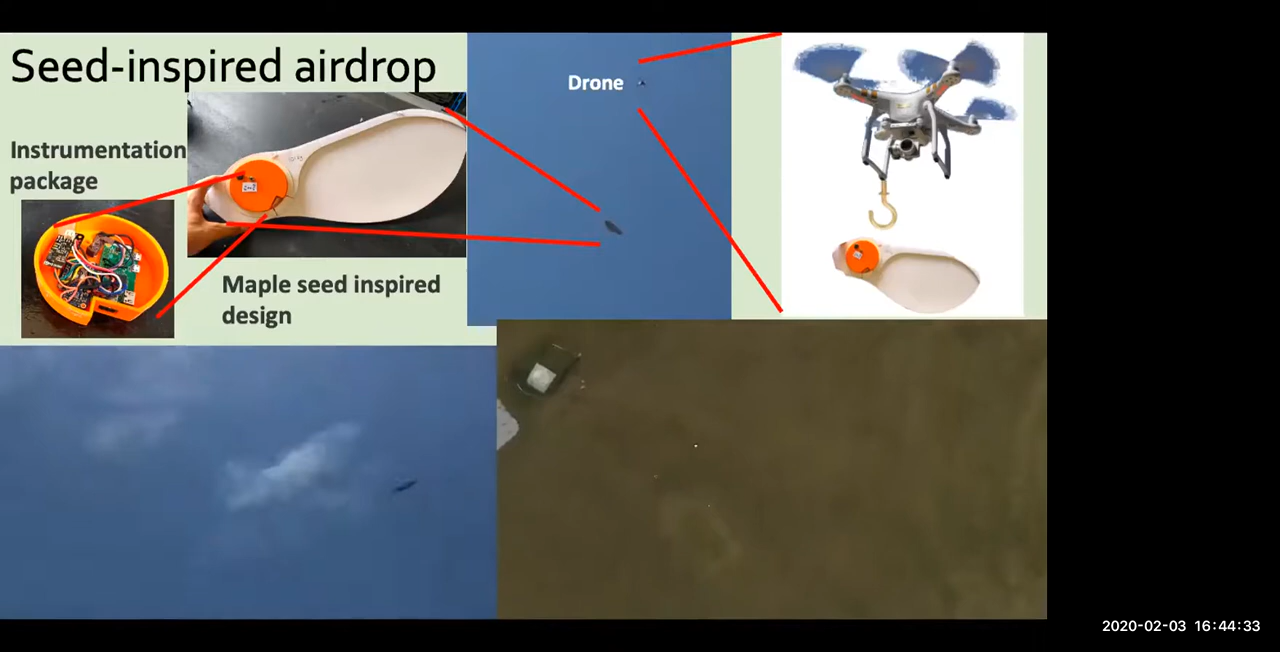 Seed-inspired airdrop
Instrumentation
package
Maple seed inspired
design
Drone
2020-02-03 16:44:33